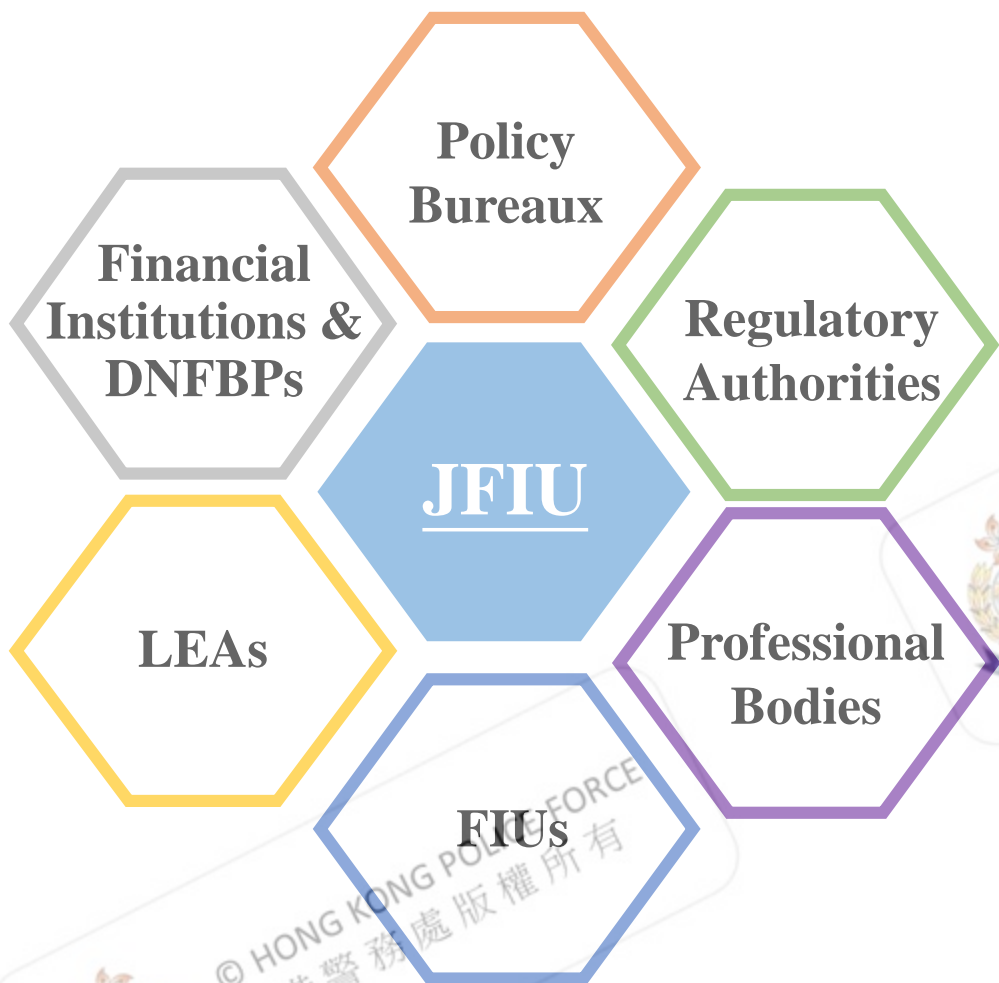 Policy
Bureaux
Financial
Institutions &
DNFBPs
Regulatory
Authorities
JFIU
LEAs
Professional
Bodies
FIUs
© HONG KONG POLICE FORCE
警務處版權所有